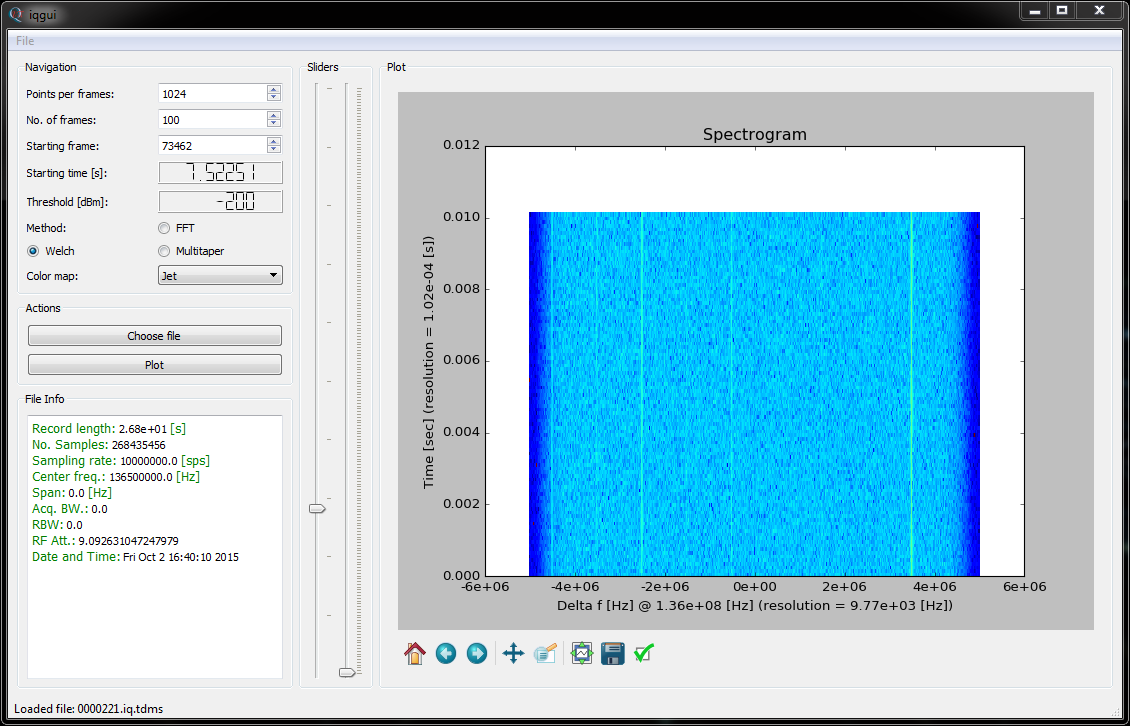 iqgui
File
Navigation
Points per frames: 1024
No. of frames: 100
Starting frame: 73462
Starting time [s]: 7.52251
Threshold [dBm]: -200
Method: FFT
Welch Multitaper
Color map: Jet
Actions
Choose file
Plot
File Info
Record length: 2.68e+01 [s]
No. Samples: 268435456
Sampling rate: 10000000.0 [sps]
Center freq.: 136500000.0 [Hz]
Span: 0.0 [Hz]
Acq. BW.: 0.0
RBW: 0.0
RF Att.: 9.092631047247979
Date and Time: Fri Oct 2 16:40:10 2015
Sliders
Plot
Spectrogram
0.012
0.010
0.008
0.006
0.004
0.002
0.000
Time [sec] (resolution = 1.02e-04 [s])
-6e+06 -4e+06 -2e+06 0e+00 2e+06 4e+06 6e+06
Delta f [Hz] @ 1.36e+08 [Hz] (resolution = 9.77e+03 [Hz])
Loaded file: 0000221.iq.tdms